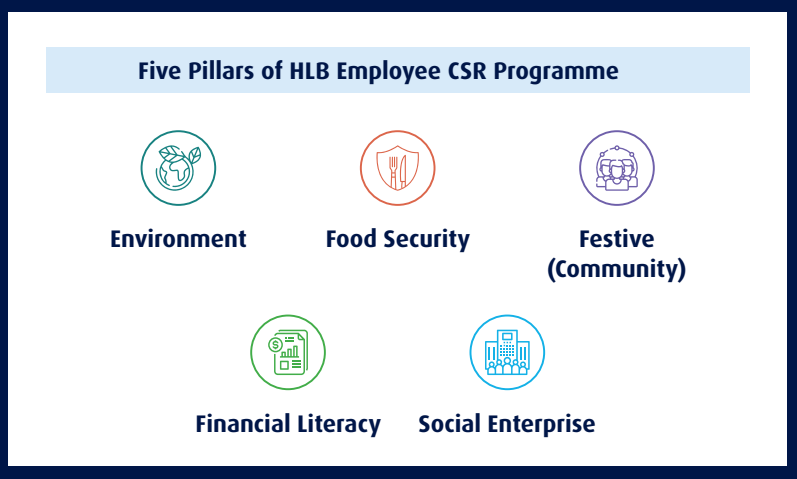 Five Pillars of HLB Employee CSR Programme
$
Environment
Food Security
Festive
(Community)
Financial Literacy
Social Enterprise